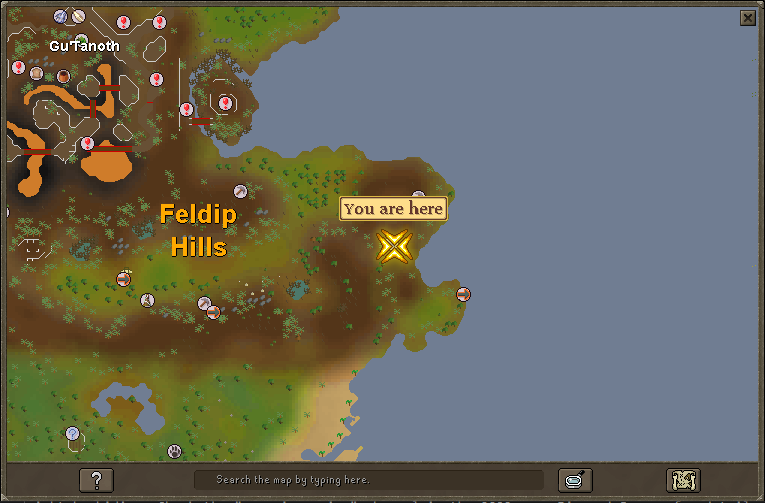 Gu'Tanoth
You are here
Feldip
Hills
?
Search the map by typing here.